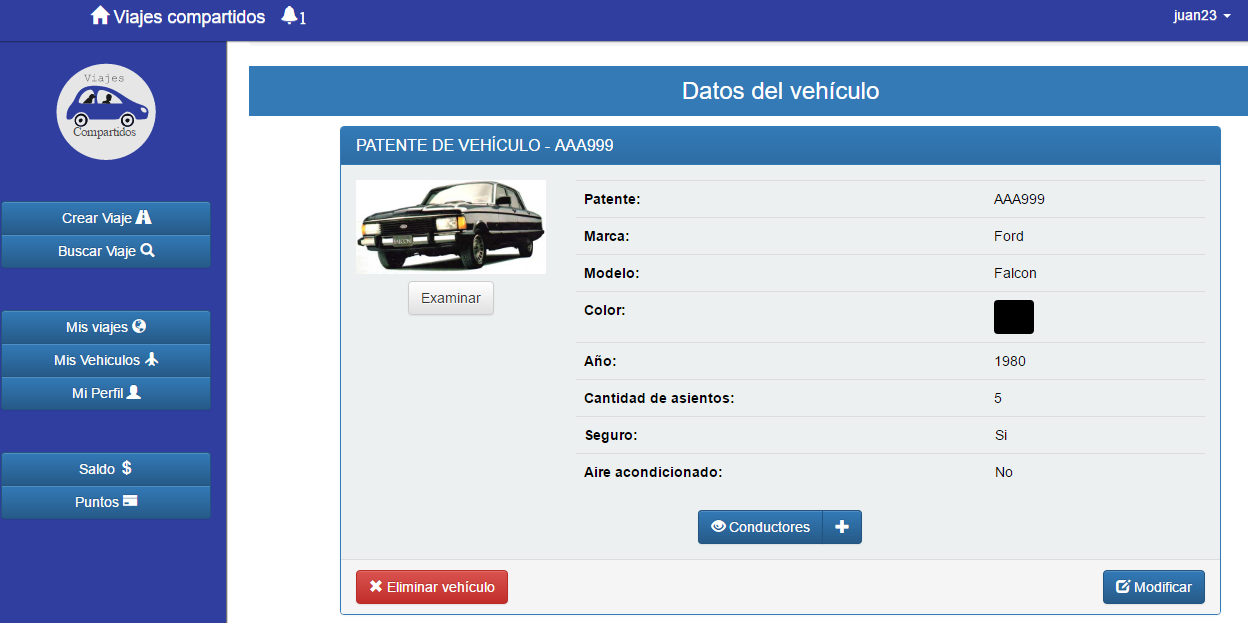 Viajes compartidos 1
juan23
Viajes
Compartidos
Crear Viaje
Buscar Viaje
Mis viajes
Mis Vehiculos
Mi Perfil
Saldo $
Puntos
Datos del vehículo
PATENTE DE VEHÍCULO - AAA999
Examinar
Patente: AAA999
Marca: Ford
Modelo: Falcon
Color:
Año: 1980
Cantidad de asientos: 5
Seguro: Si
Aire acondicionado: No
Conductores +
Eliminar vehículo
Modificar